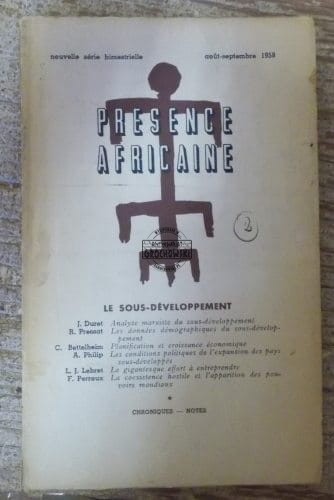 nouvelle série bimestrielle août-septembre 1958
PRESENCE
AFRICAINE
2
ANTYKWARIAT
GROCHOWSKI
LE SOUS-DÉVELOPPEMENT
J. Duret Analyse marxiste du sous-développement
R. Pressat Les données démographiques du sous-dévelop-
pement
C. Bettelheim Planification et croissance économique
A. Philip Les conditions politiques de l'expansion des pays
sous-développés
L. J. Lebret Le gigantesque effort à entreprendre
F. Perroux La coexistence hostile et l'apparition des pou-
voirs mondiaux
CHRONIQUES — NOTES